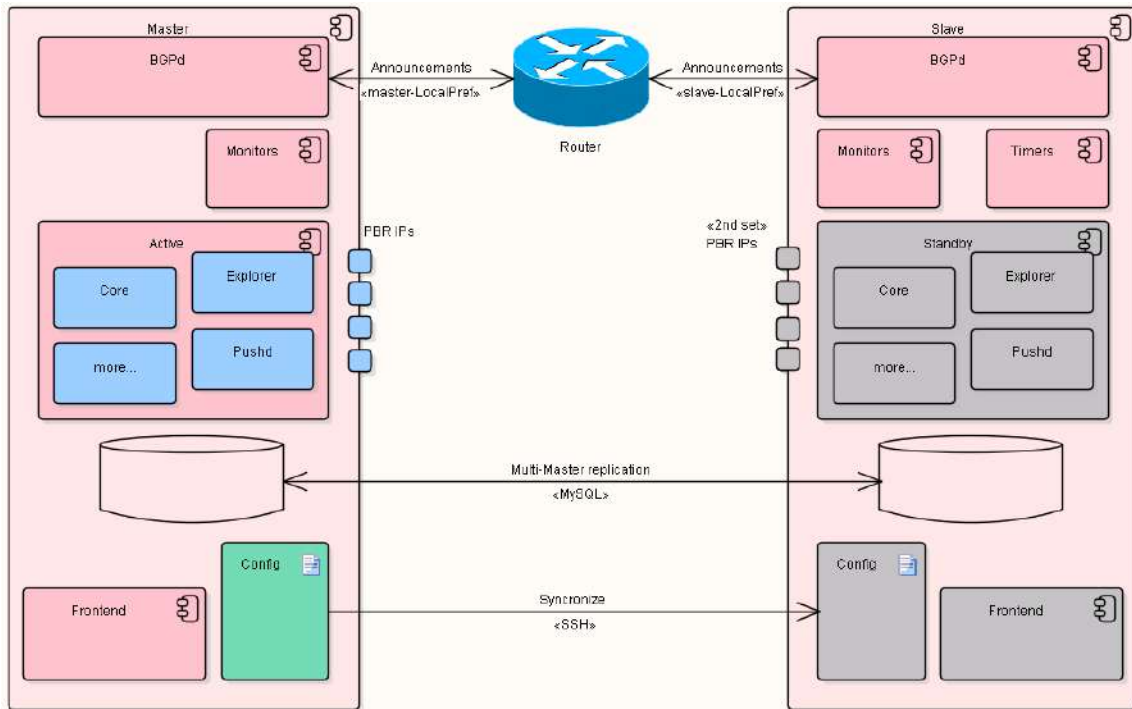 Master
BGPd
Monitors
Active
Core
Explorer
more...
Pushd
Config
Frontend
PBR IPs
Announcements
«master-LocalPref»
Router
Announcements
«slave-LocalPref»
Multi-Master replication
«MySQL»
Syncronize
«SSH»
«2nd set»
PBR IPs
Slave
BGPd
Monitors
Timers
Standby
Core
Explorer
more...
Pushd
Config
Frontend